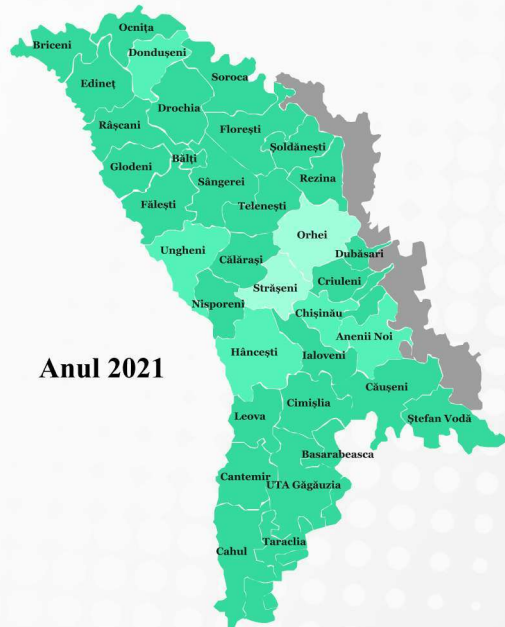 Ocnița
Briceni
Dondușeni
Edineț
Soroca
Drochia
Râșcani
Florești
Șoldănești
Bălți
Glodeni
Rezina
Sângerei
Fălești
Telenești
Orhei
Ungheni
Dubăsari
Călărași
Criuleni
Strășeni
Nisporeni
Chișinău
Anenii Noi
Hâncești
Ialoveni
Anul 2021
Căușeni
Cimișlia
Leova
Ștefan Vodă
Basarabeasca
Cantemir
UTA Găgăuzia
Taraclia
Cahul